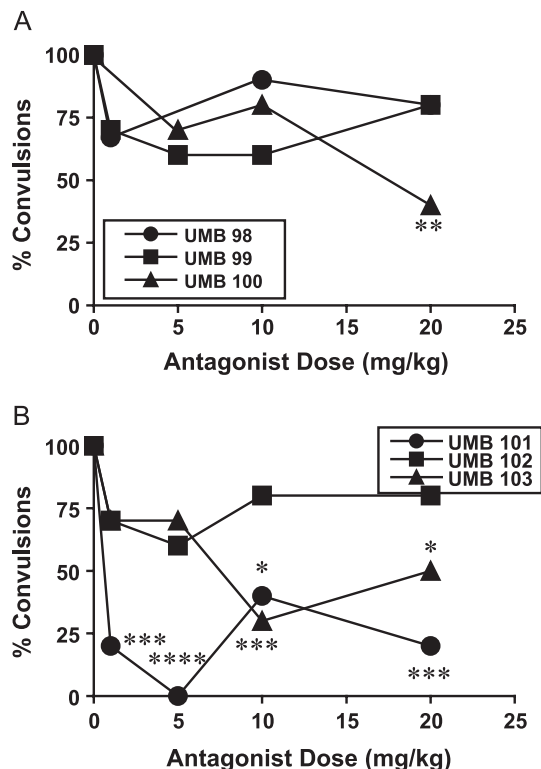 A
100
75
50
25
0
% Convulsions
**
UMB 98
UMB 99
UMB 100
0 5 10 15 20 25
Antagonist Dose (mg/kg)
B
100
75
50
25
0
% Convulsions
UMB 101
UMB 102
UMB 103
* *
***
****
***
***
0 5 10 15 20 25
Antagonist Dose (mg/kg)